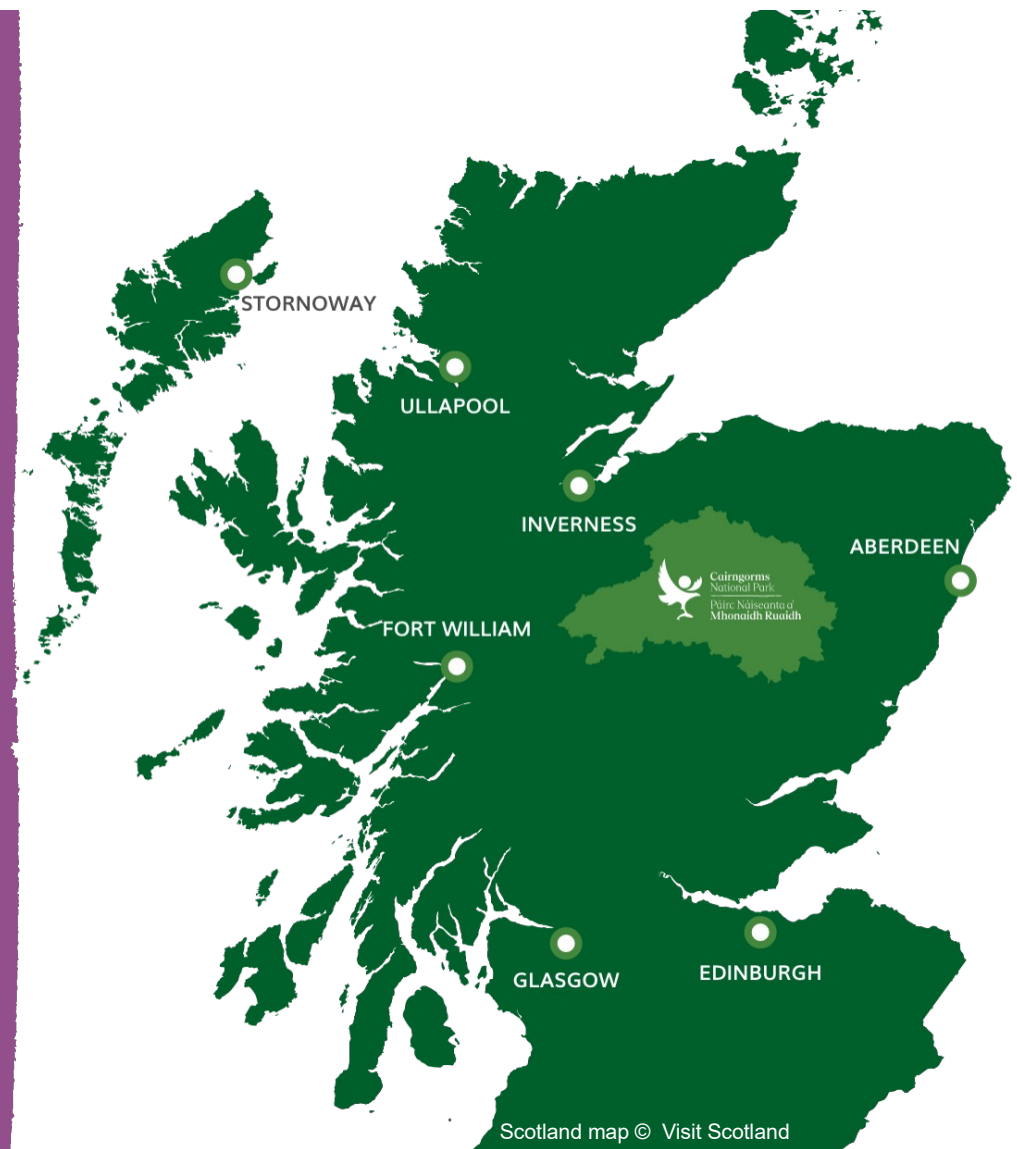 STORNOWAY
ULLAPOOL
INVERNESS
ABERDEEN
Cairngorms
National Park
Pàirc Nàiseanta a'
Mhonaidh Ruaidh
FORT WILLIAM
GLASGOW
EDINBURGH
Scotland map © Visit Scotland